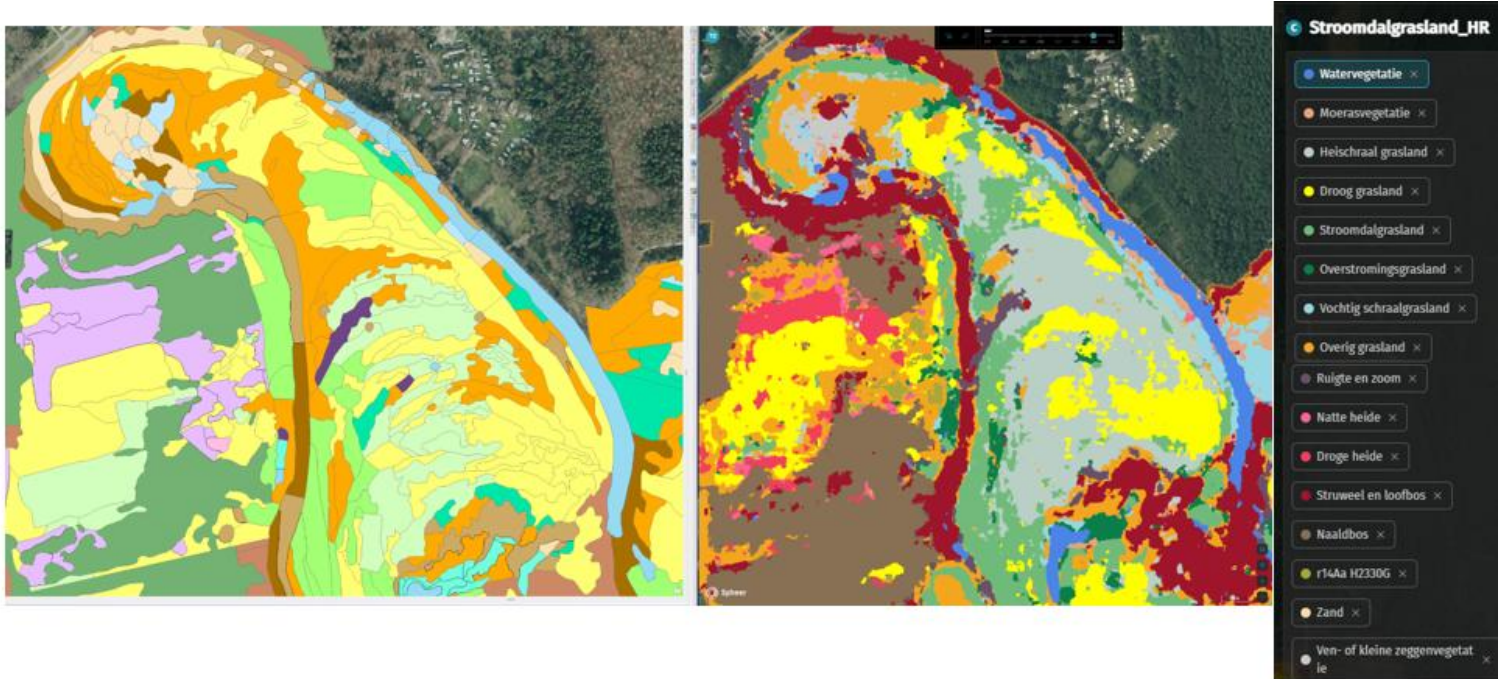 Stroomdalgrasland_HR
Watervegetatie ×
Moerasvegetatie ×
Heischraal grasland ×
Droog grasland ×
Stroomdalgrasland ×
Overstromingsgrasland ×
Vochtig schraalgrasland ×
Overig grasland ×
Ruigte en zoom ×
Natte heide ×
Droge heide ×
Struweel en loofbos ×
Naaldbos ×
r14Aa H2330G ×
Zand ×
Ven- of kleine zeggenvegetat
ie ×
Spheer